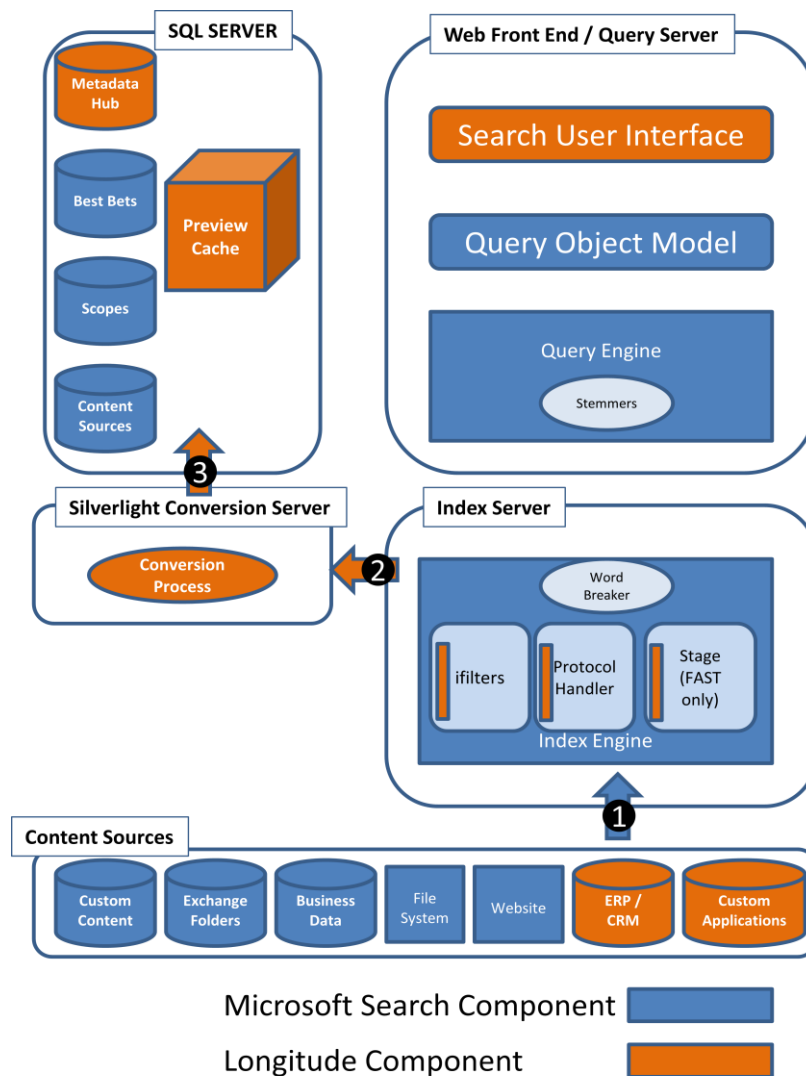 SQL SERVER
Metadata
Hub
Best Bets
Preview
Cache
Scopes
Content
Sources
Web Front End / Query Server
Search User Interface
Query Object Model
Query Engine
Stemmers
3
Silverlight Conversion Server
Conversion
Process
2
Index Server
Word
Breaker
ifilters
Protocol
Handler
Stage
(FAST
only)
Index Engine
1
Content Sources
Custom
Content
Exchange
Folders
Business
Data
File
System
Website
ERP /
CRM
Custom
Applications
Microsoft Search Component
Longitude Component